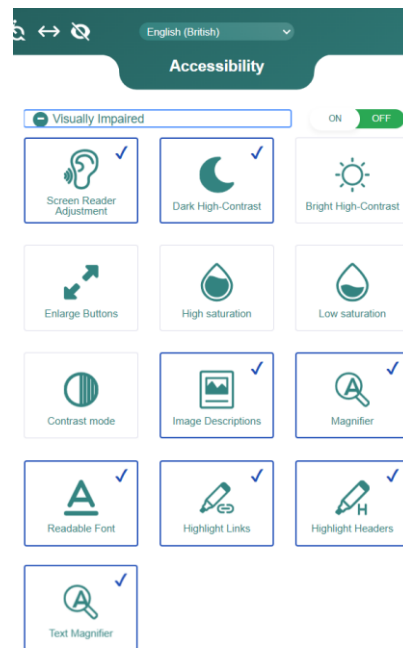 English (British)
Accessibility
Visually Impaired
ON OFF
Screen Reader
Adjustment
Dark High-Contrast
Bright High-Contrast
Enlarge Buttons
High saturation
Low saturation
Contrast mode
Image Descriptions
Magnifier
Readable Font
Highlight Links
Highlight Headers
Text Magnifier